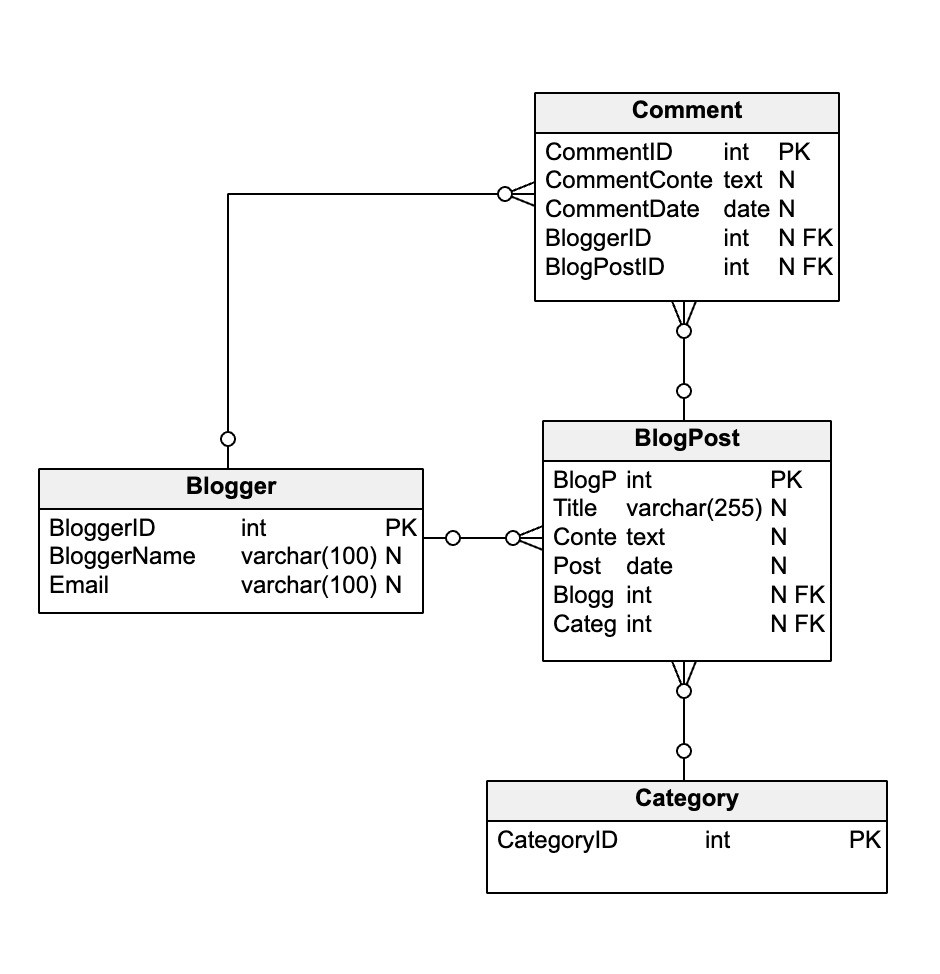 Comment
CommentID int PK
CommentConte text N
CommentDate date N
BloggerID int N FK
BlogPostID int N FK
BlogPost
BlogP int PK
Title varchar(255) N
Conte text N
Post date N
Blogg int N FK
Categ int N FK
Blogger
BloggerID int PK
BloggerName varchar(100) N
Email varchar(100) N
Category
CategoryID int PK